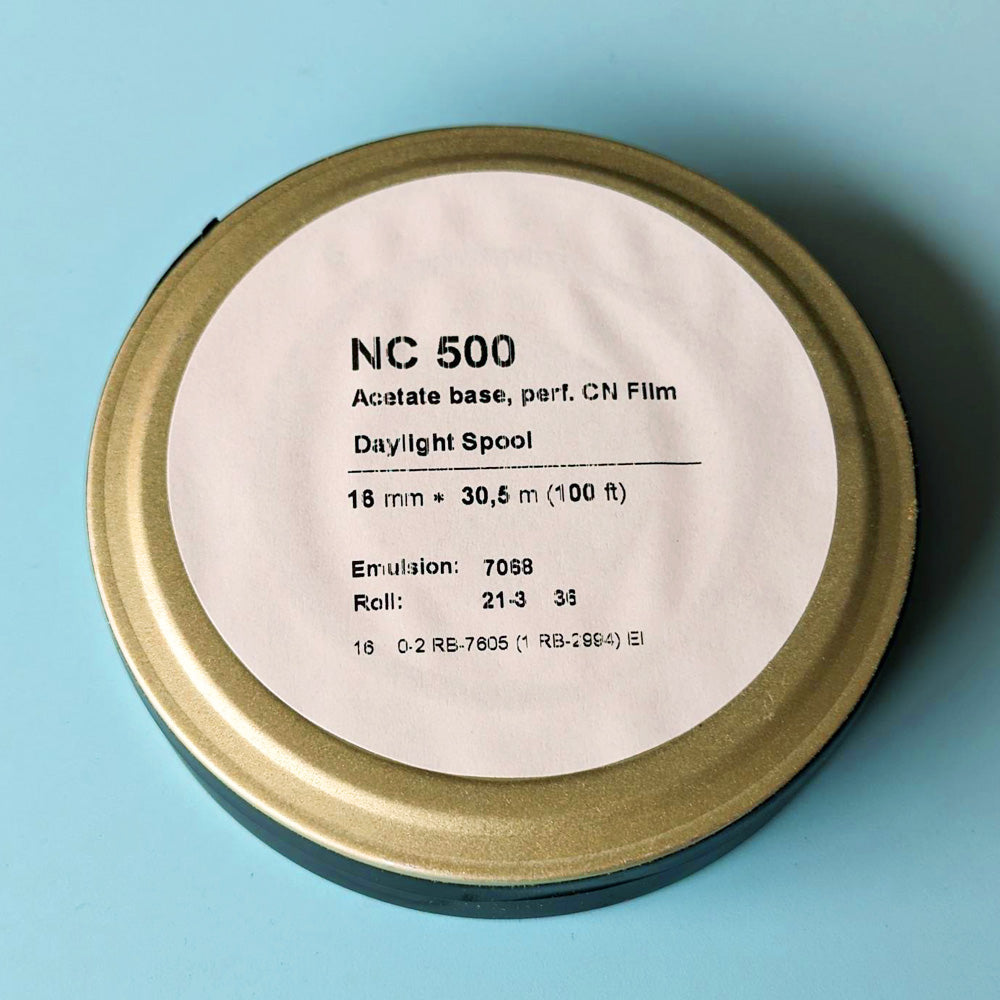 NC 500
Acetate base, perf. CN Film
Daylight Spool
16 mm * 30,5 m (100 ft)
Emulsion: 7068
Roll: 21-3 36
16 0-2 RB-7605 (1 RB-2994) EI